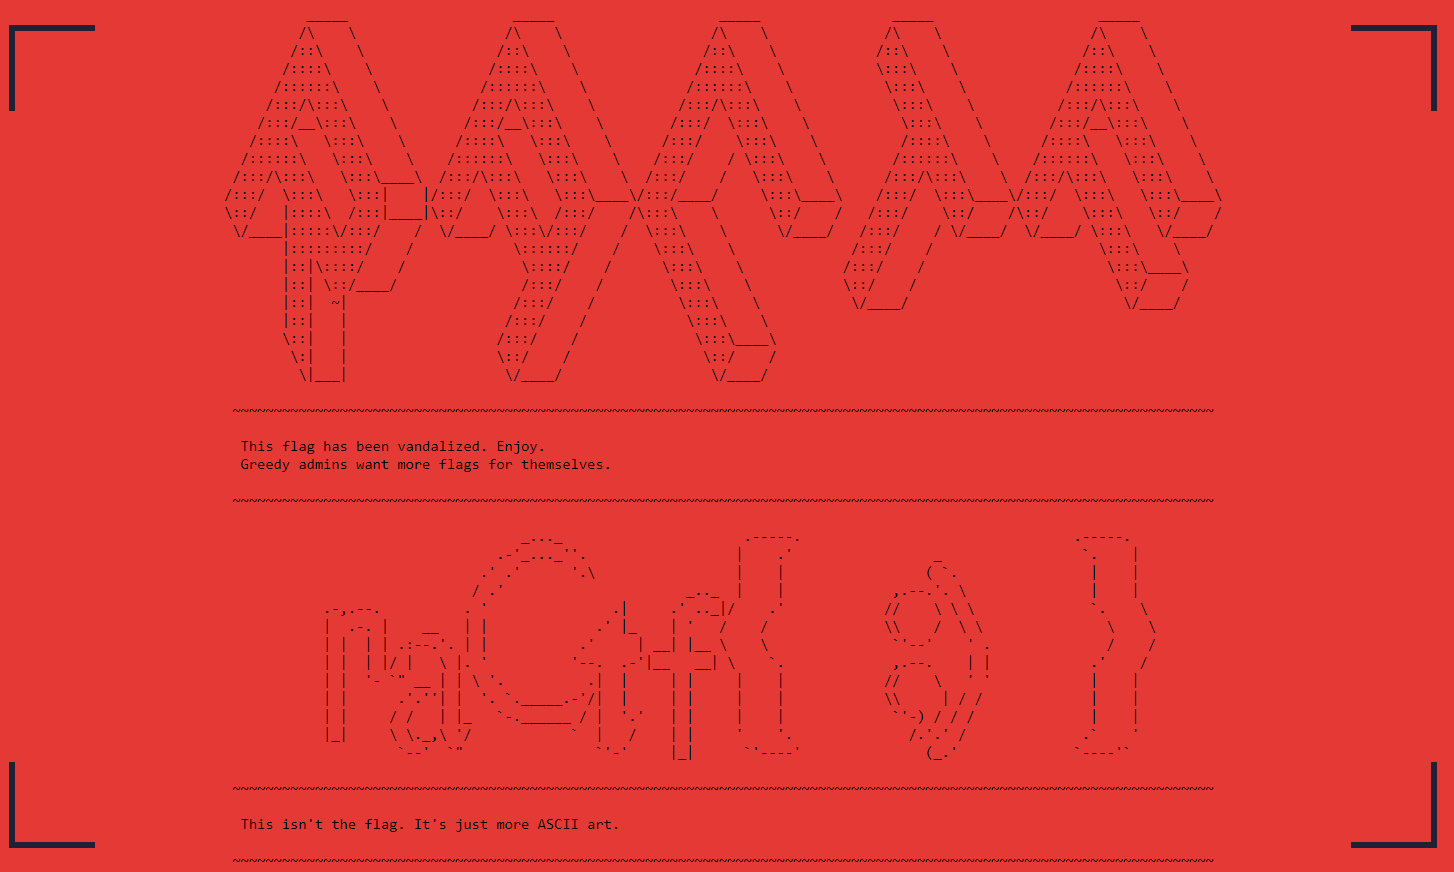 This flag has been vandalized. Enjoy.
Greedy admins want more flags for themselves.
raCtf{ }
This isn't the flag. It's just more ASCII art.